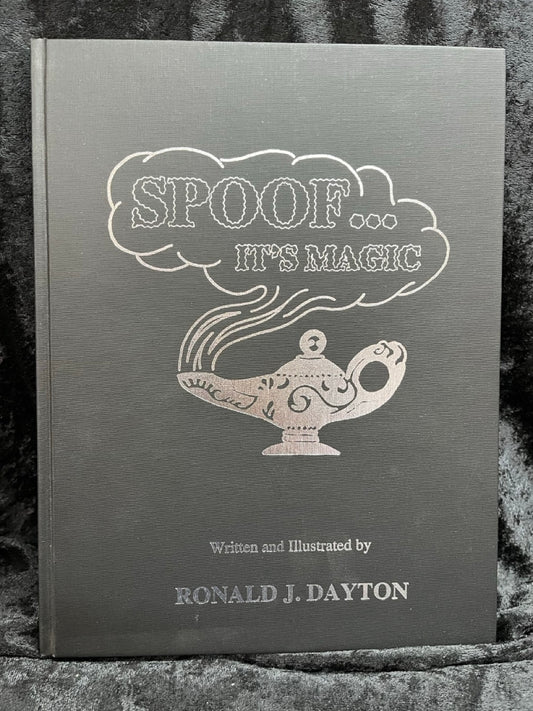 SPOOF...
IT'S MAGIC
Written and Illustrated by
RONALD J. DAYTON